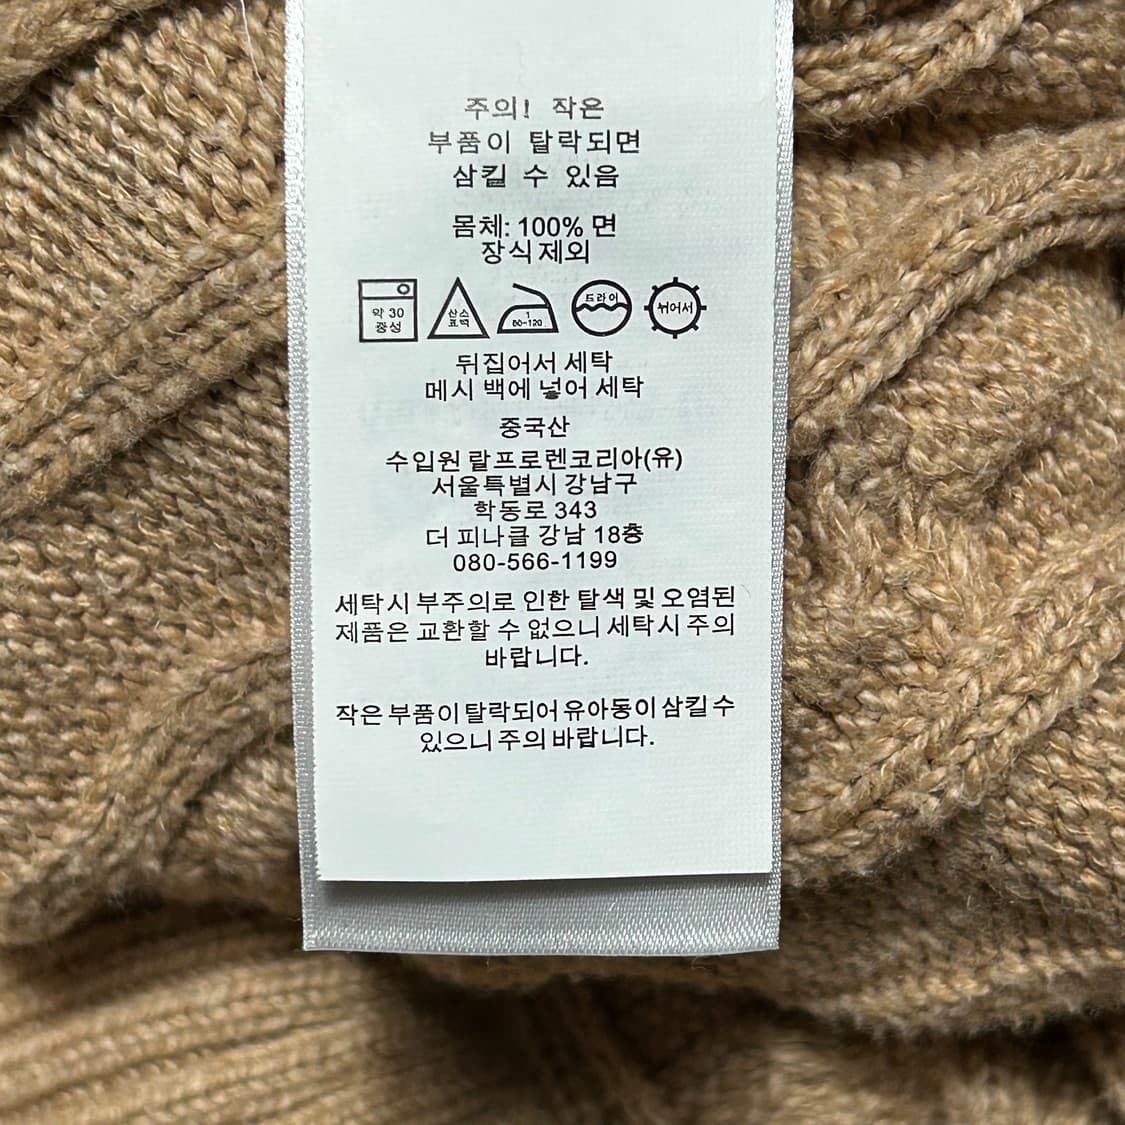 주의! 작은
부품이 탈락되면
삼킬 수 있음
몸체: 100% 면
장식제외
약 30
중성
산소
표백
1
80-120
드라이
뉘어서
뒤집어서 세탁
메시 백에 넣어 세탁
중국산
수입원 랄프로렌코리아(유)
서울특별시 강남구
학동로 343
더 피나클 강남 18층
080-566-1199
세탁시 부주의로 인한 탈색 및 오염된
제품은 교환할 수 없으니 세탁시 주의
바랍니다.
작은 부품이 탈락되어 유아동이 삼킬 수
있으니 주의 바랍니다.